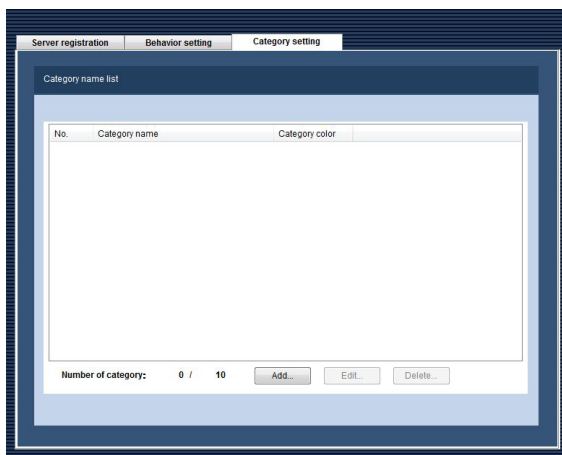 Server registration Behavior setting Category setting
Category name list
No. Category name Category color
Number of category: 0 / 10 Add... Edit... Delete...